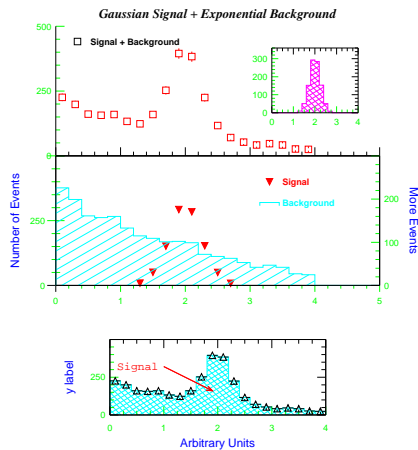 Gaussian Signal + Exponential Background
Signal + Background
500
250
0
300
200
100
0
0 1 2 3 4
Number of Events
250
0
Signal
Background
200
100
0
More Events
0 1 2 3 4 5
y label
250
0
Signal
0 1 2 3 4
Arbitrary Units